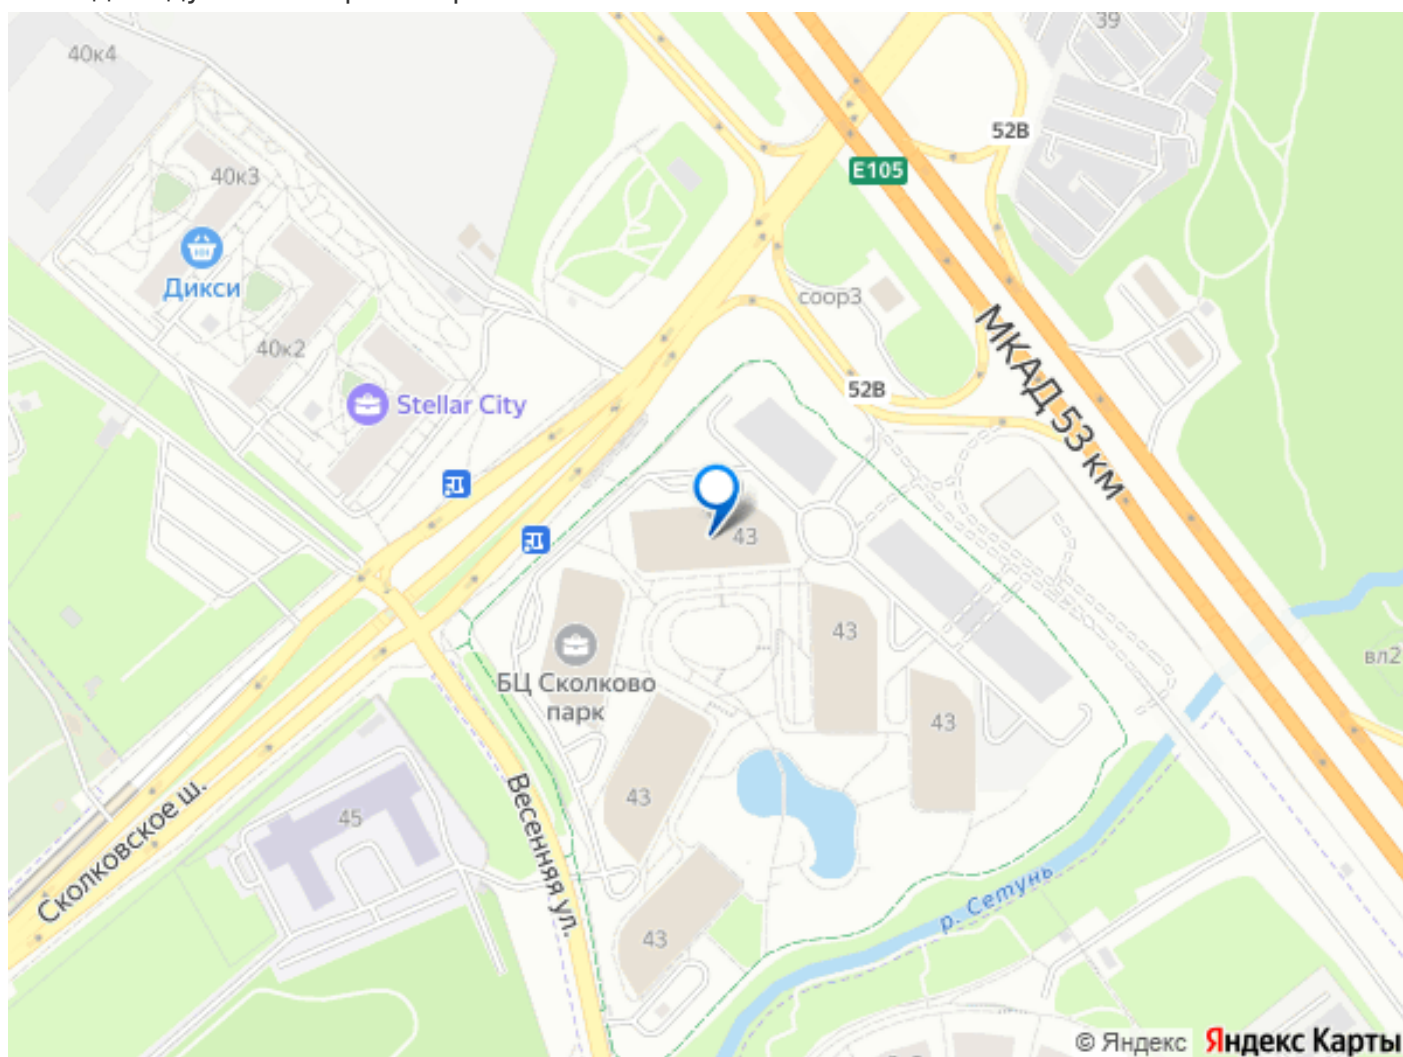 40к4
39
52В
E105
40к3
Дикси
соор3
МКАД 53 км
40к2
52В
Stellar City
43
43
вл2
БЦ Сколково
парк
43
Сколковское ш.
Весенняя ул.
43
45
р. Сетунь
43
© Яндекс
Яндекс Карты